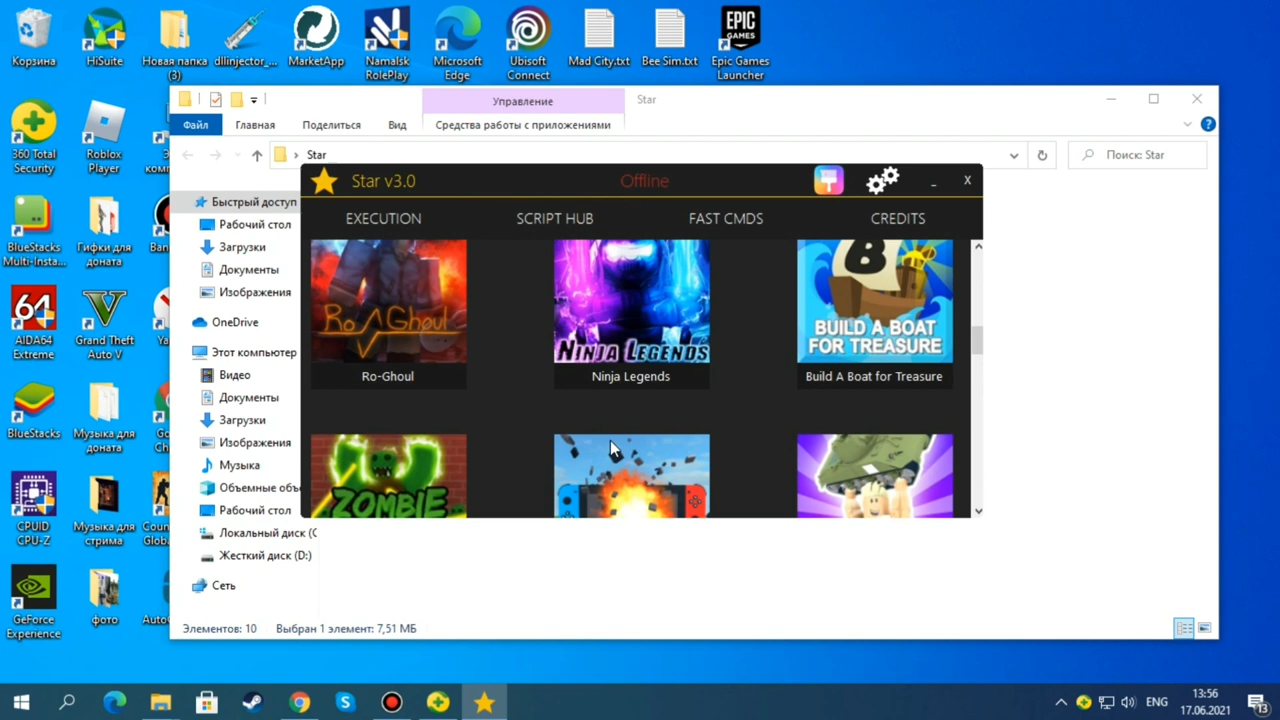 Корзина
HiSuite
Новая папка (3)
dllinjector_...
MarketApp
Namalsk RolePlay
Microsoft Edge
Ubisoft Connect
Mad City.txt
Bee Sim.txt
EPIC GAMES
Epic Games Launcher
360 Total Security
Roblox Player
BlueStacks Multi-Insta...
Гифки для доната
64
AIDA64 Extreme
Grand Theft Auto V
BlueStacks
Музыка для доната
CPUID CPU-Z
Музыка для стрима
GeForce Experience
фото
Управление
Star
Файл
Главная
Поделиться
Вид
Средства работы с приложениями
Star
Поиск: Star
Быстрый доступ
Рабочий стол
Загрузки
Документы
Изображения
OneDrive
Этот компьютер
Видео
Документы
Загрузки
Изображения
Музыка
Объемные объ
Рабочий стол
Локальный диск (C
Жесткий диск (D:)
Сеть
Star v3.0
Offline
X
EXECUTION
SCRIPT HUB
FAST CMDS
CREDITS
Ro Ghoul
NINJA LEGENDS
B
BUILD A BOAT
FOR TREASURE
Ro-Ghoul
Ninja Legends
Build A Boat for Treasure
ZOMBIE
Элементов: 10
Выбран 1 элемент: 7,51 МБ
ENG
13:56
17.06.2021
13